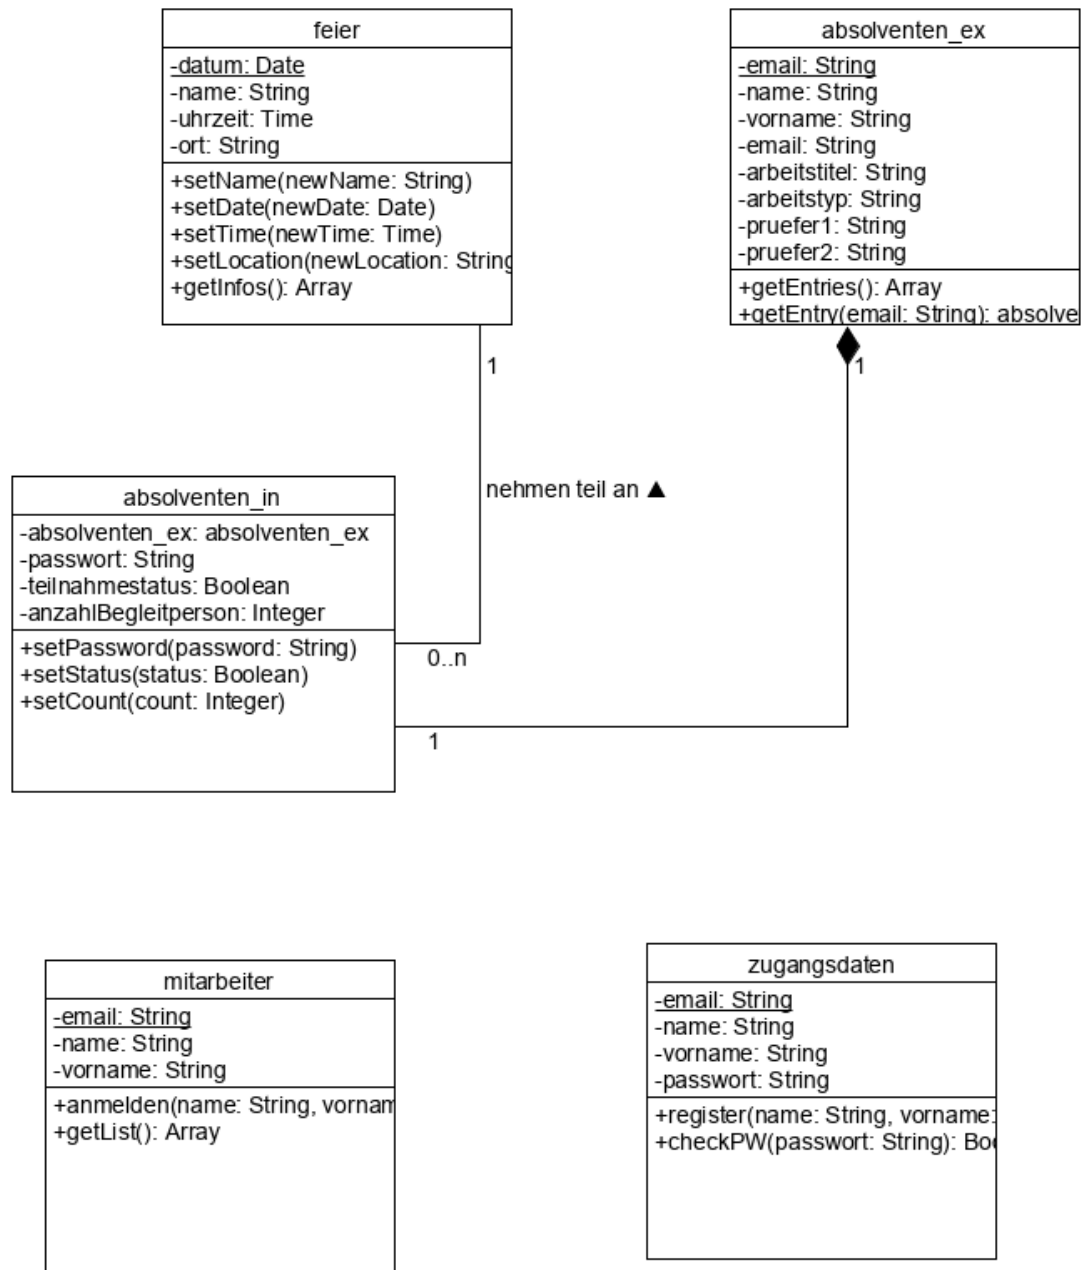 feier
-datum: Date
-name: String
-uhrzeit: Time
-ort: String
+setName(newName: String)
+setDate(newDate: Date)
+setTime(newTime: Time)
+setLocation(newLocation: String
+getInfos(): Array
absolventen_ex
-email: String
-name: String
-vorname: String
-email: String
-arbeitstitel: String
-arbeitstyp: String
-pruefer1: String
-pruefer2: String
+getEntries(): Array
+getEntry(email: String): absolve
1
1
nehmen teil an ▲
absolventen_in
-absolventen_ex: absolventen_ex
-passwort: String
-teilnahmestatus: Boolean
-anzahlBegleitperson: Integer
+setPassword(password: String)
+setStatus(status: Boolean)
+setCount(count: Integer)
0..n
1
mitarbeiter
-email: String
-name: String
-vorname: String
+anmelden(name: String, vornam
+getList(): Array
zugangsdaten
-email: String
-name: String
-vorname: String
-passwort: String
+register(name: String, vorname:
+checkPW(passwort: String): Boo